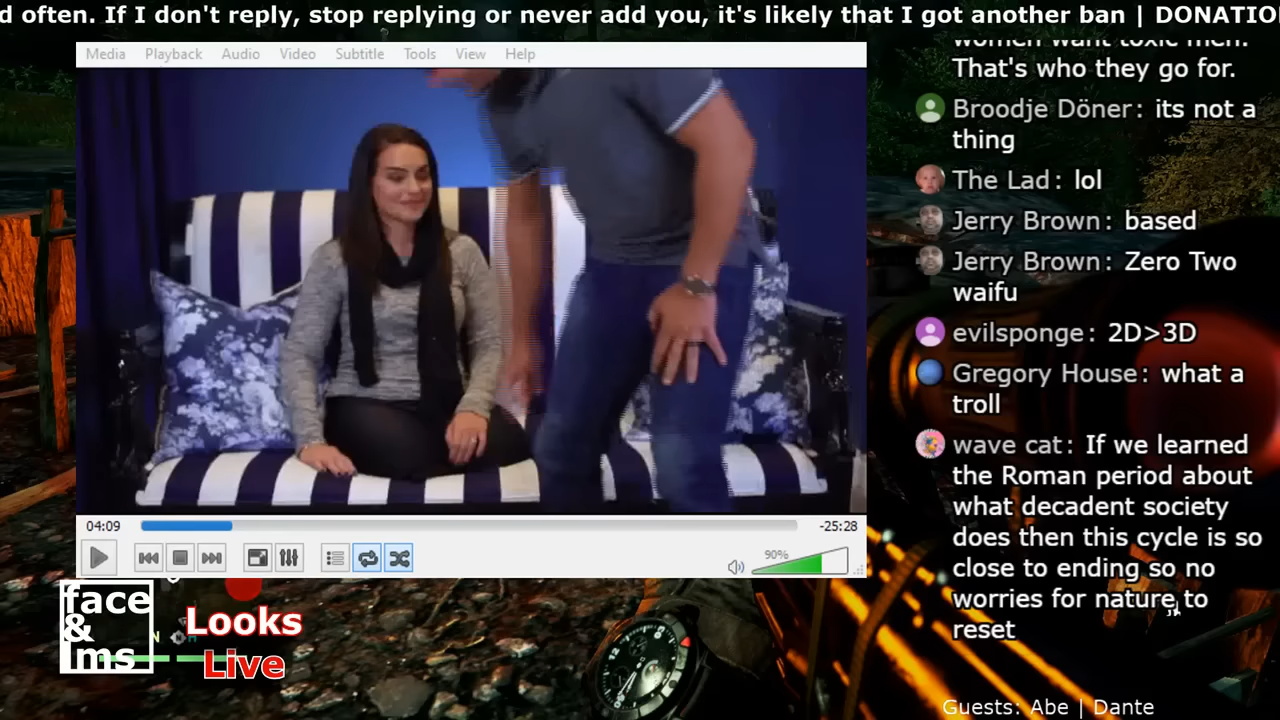 d often. If I don't reply, stop replying or never add you, it's likely that I got another ban | DONATIO
Media Playback Audio Video Subtitle Tools View Help
04:09
-25:28
90%
face
&
lms
Looks
Live
women want toxic men.
That's who they go for.
Broodje Döner: its not a
thing
The Lad: lol
Jerry Brown: based
Jerry Brown: Zero Two
waifu
evilsponge: 2D>3D
Gregory House: what a
troll
wave cat: If we learned
the Roman period about
what decadent society
does then this cycle is so
close to ending so no
worries for nature to
reset
Guests: Abe | Dante